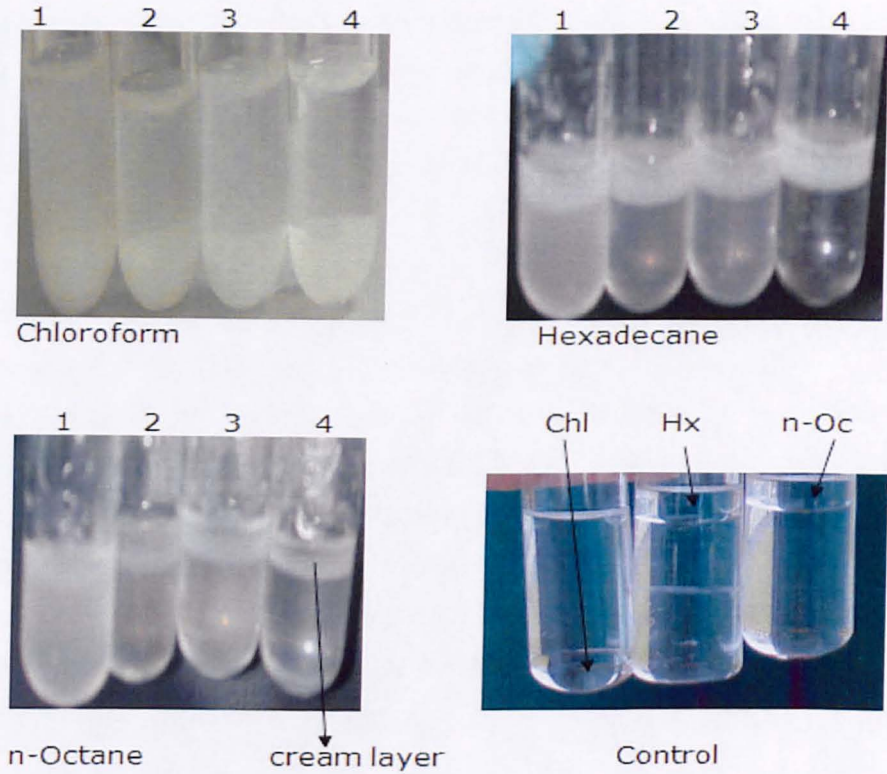 1 2 3 4
1 2 3 4
Chloroform
Hexadecane
1 2 3 4
Chl Hx n-Oc
n-Octane
cream layer
Control